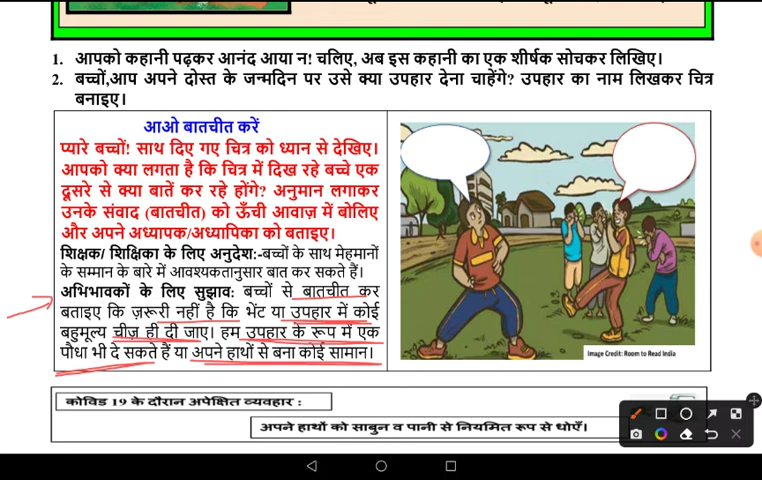 1. आपको कहानी पढ़कर आनंद आया न! चलिए, अब इस कहानी का एक शीर्षक सोचकर लिखिए।
2. बच्चों,आप अपने दोस्त के जन्मदिन पर उसे क्या उपहार देना चाहेंगे? उपहार का नाम लिखकर चित्र
बनाइए।
आओ बातचीत करें
प्यारे बच्चों! साथ दिए गए चित्र को ध्यान से देखिए।
आपको क्या लगता है कि चित्र में दिख रहे बच्चे एक
दूसरे से क्या बातें कर रहे होंगे? अनुमान लगाकर
उनके संवाद (बातचीत) को ऊँची आवाज़ में बोलिए
और अपने अध्यापक/अध्यापिका को बताइए।
शिक्षक/ शिक्षिका के लिए अनुदेश:-बच्चों के साथ मेहमानों
के सम्मान के बारे में आवश्यकतानुसार बात कर सकते हैं।
अभिभावकों के लिए सुझाव: बच्चों से बातचीत कर
बताइए कि ज़रूरी नहीं है कि भेंट या उपहार में कोई
बहुमूल्य चीज़ ही दी जाए। हम उपहार के रूप में एक
पौधा भी दे सकते हैं या अपने हाथों से बना कोई सामान।
Image Credit: Room to Read India
कोविड 19 के दौरान अपेक्षित व्यवहार :
अपने हाथों को साबुन व पानी से नियमित रूप से धोएँ।